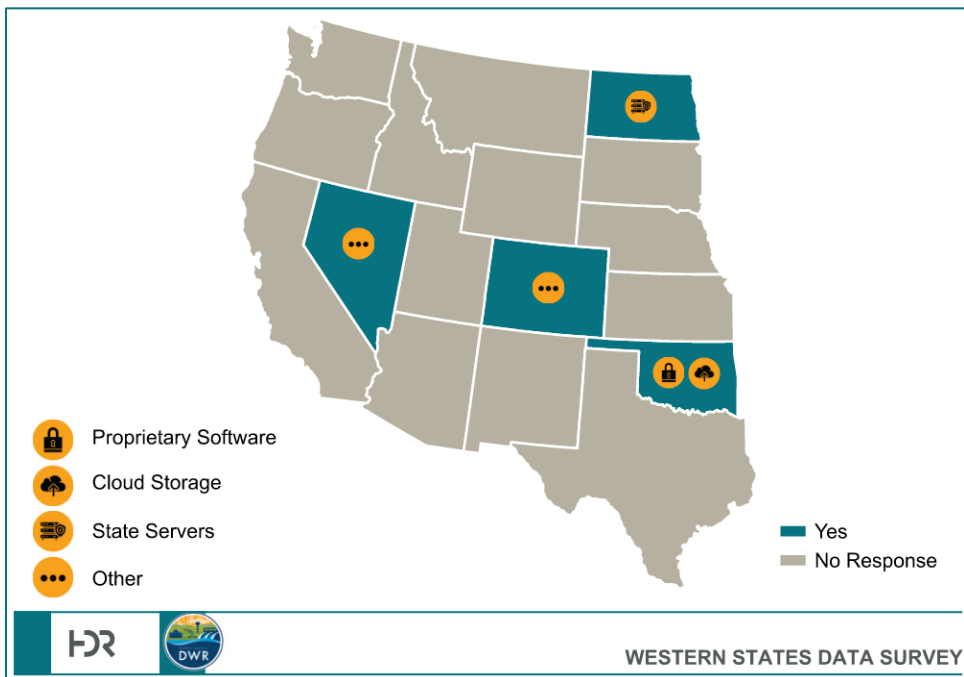 Proprietary Software
Cloud Storage
State Servers
Other
Yes
No Response
HDR
DWR
WESTERN STATES DATA SURVEY